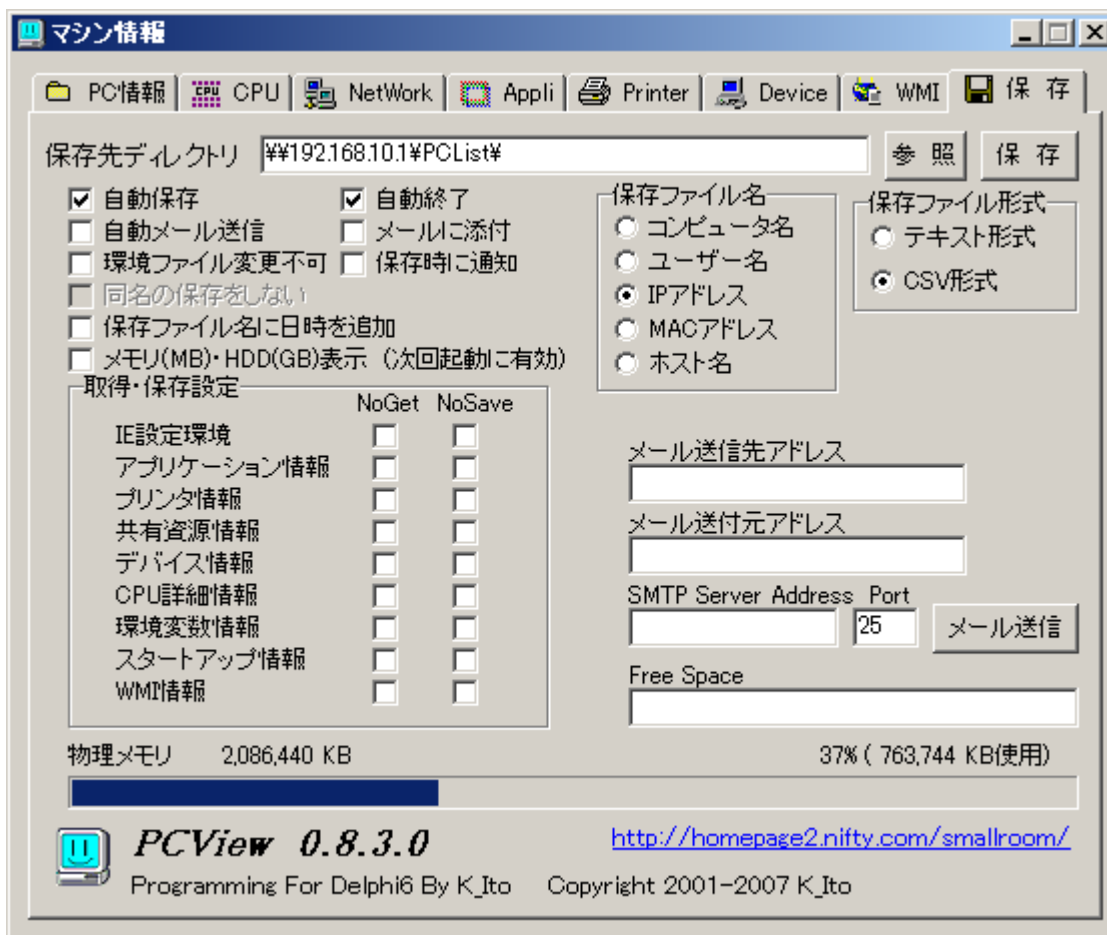 マシン情報
PC情報 CPU NetWork Appli Printer Device WMI 保 存
保存先ディレクトリ ¥¥192.168.10.1¥PCList¥ 参 照 保 存
自動保存 自動終了
自動メール送信 メールに添付
環境ファイル変更不可 保存時に通知
同名の保存をしない
保存ファイル名に日時を追加
メモリ(MB)・HDD(GB)表示（次回起動に有効）
保存ファイル名
コンピュータ名
ユーザー名
IPアドレス
MACアドレス
ホスト名
保存ファイル形式
テキスト形式
CSV形式
取得・保存設定
NoGet NoSave
IE設定環境
アプリケーション情報
プリンタ情報
共有資源情報
デバイス情報
CPU詳細情報
環境変数情報
スタートアップ情報
WMI情報
メール送信先アドレス
メール送付元アドレス
SMTP Server Address Port
25 メール送信
Free Space
物理メモリ 2,086,440 KB 37% ( 763,744 KB使用)
PCView 0.8.3.0 http://homepage2.nifty.com/smallroom/
Programming For Delphi6 By K_Ito Copyright 2001-2007 K_Ito